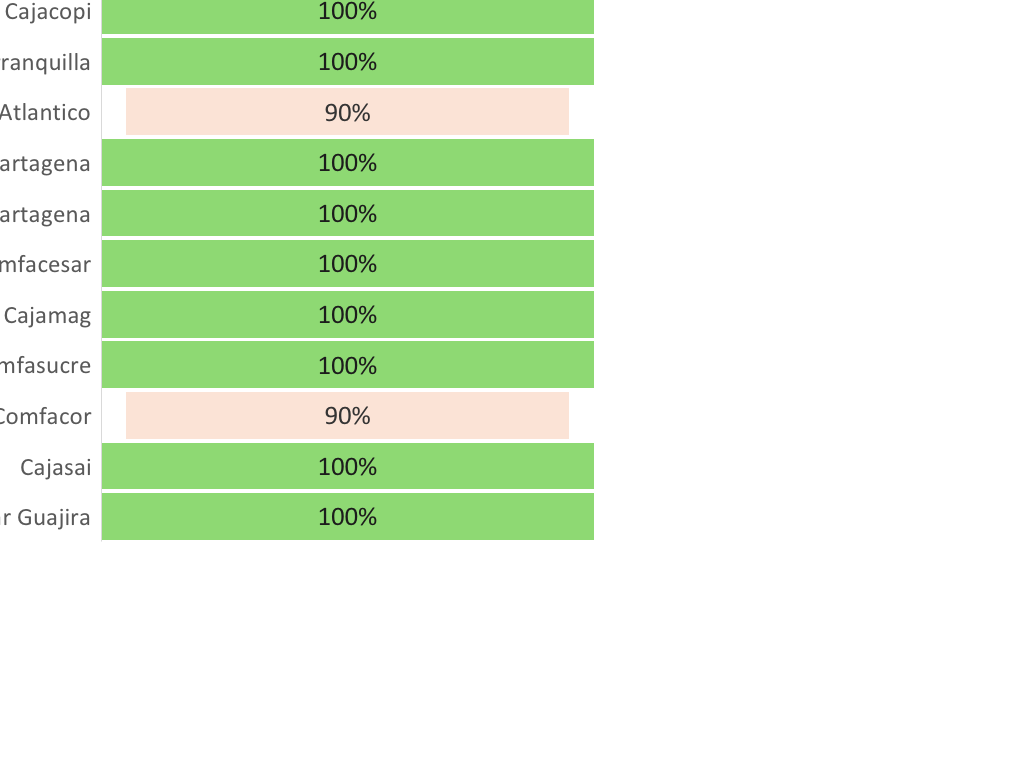 Cajacopi 100%
ranquilla 100%
Atlantico 90%
artagena 100%
artagena 100%
mfacesar 100%
Cajamag 100%
mfasucre 100%
Comfacor 90%
Cajasai 100%
ar Guajira 100%